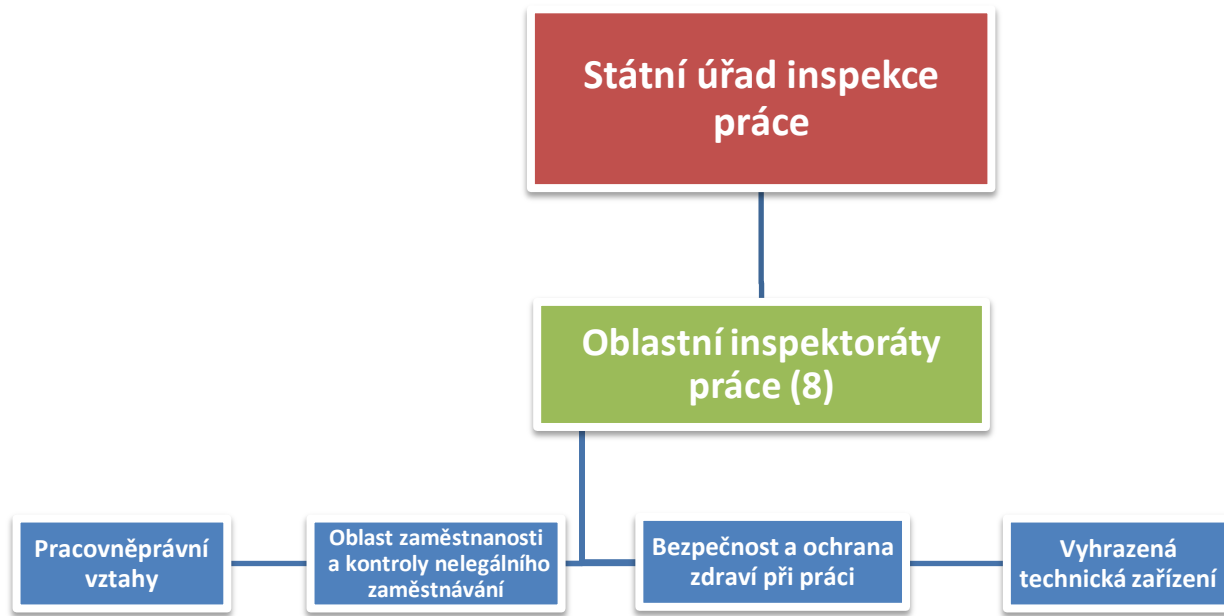 Státní úřad inspekce
práce
Oblastní inspektoráty
práce (8)
Pracovněprávní
vztahy
Oblast zaměstnanosti
a kontroly nelegálního
zaměstnávání
Bezpečnost a ochrana
zdraví při práci
Vyhrazená
technická zařízení